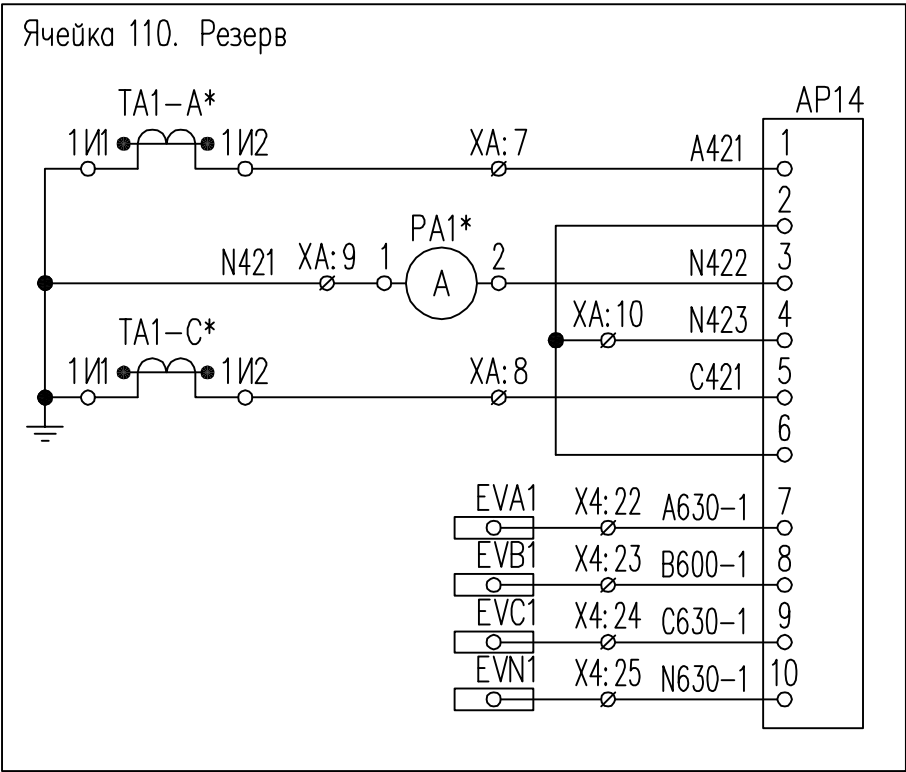 Ячейка 110. Резерв
AP14
TA1-A*
1И1 1И2 XA:7 A421 1
2
PA1*
N421 XA:9 1 A 2 N422 3
XA:10 N423 4
TA1-C*
1И1 1И2 XA:8 C421 5
6
EVA1 X4:22 A630-1 7
EVB1 X4:23 B600-1 8
EVC1 X4:24 C630-1 9
EVN1 X4:25 N630-1 10